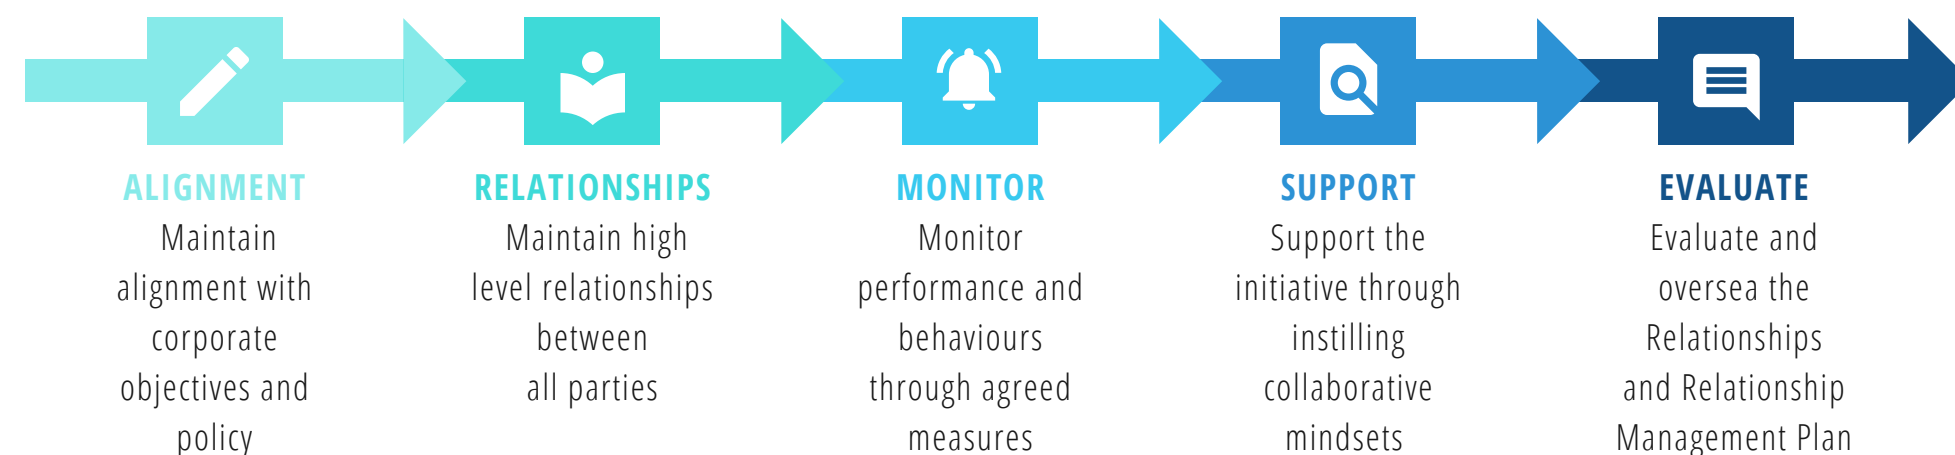 ALIGNMENT
Maintain
alignment with
corporate
objectives and
policy
RELATIONSHIPS
Maintain high
level relationships
between
all parties
MONITOR
Monitor
performance and
behaviours
through agreed
measures
SUPPORT
Support the
initiative through
instilling
collaborative
mindsets
EVALUATE
Evaluate and
oversea the
Relationships
and Relationship
Management Plan